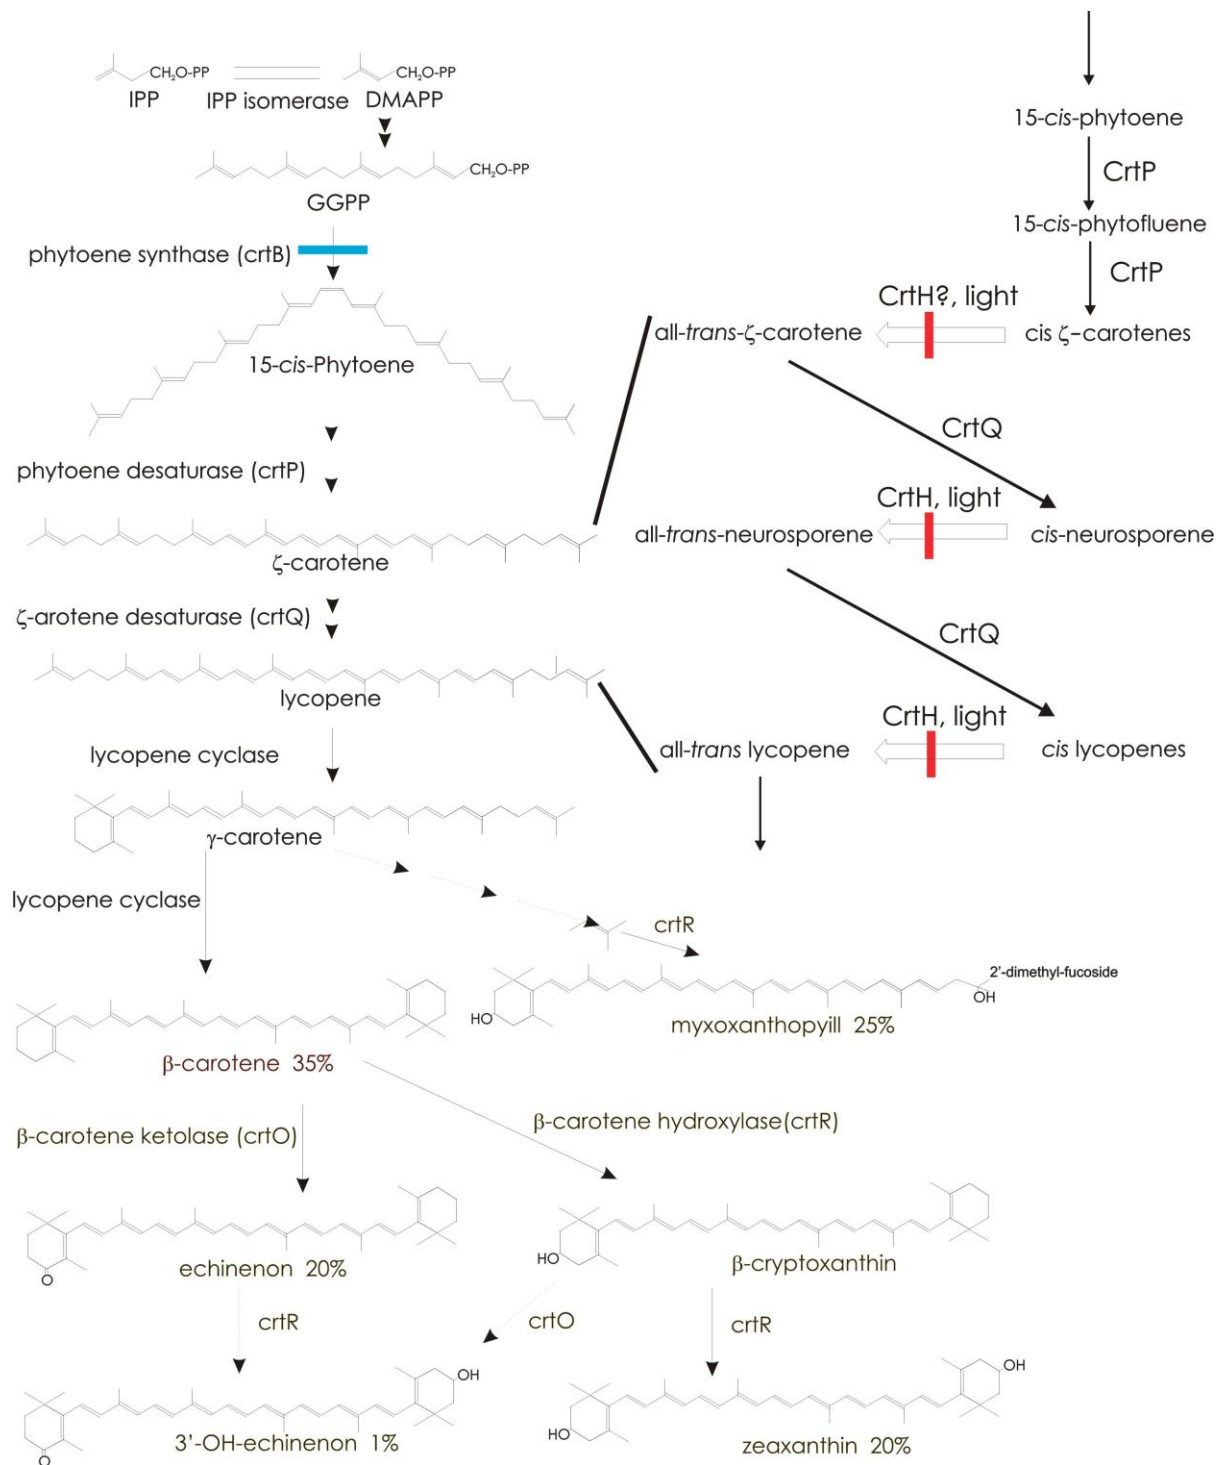 CH₂O-PP
IPP
IPP isomerase
CH₂O-PP
DMAPP
CH₂O-PP
GGPP
phytoene synthase (crtB)
15-cis-Phytoene
phytoene desaturase (crtP)
ζ-carotene
ζ-arotene desaturase (crtQ)
lycopene
lycopene cyclase
γ-carotene
lycopene cyclase
crtR
HO
2'-dimethyl-fucoside
OH
myxoxanthopyill 25%
β-carotene 35%
β-carotene ketolase (crtO)
β-carotene hydroxylase(crtR)
O
echinenon 20%
HO
β-cryptoxanthin
crtR
crtO
crtR
OH
O
3'-OH-echinenon 1%
OH
HO
zeaxanthin 20%
15-cis-phytoene
CrtP
15-cis-phytofluene
CrtP
CrtH?, light
all-trans-ζ-carotene
cis ζ-carotenes
CrtQ
CrtH, light
all-trans-neurosporene
cis-neurosporene
CrtQ
CrtH, light
all-trans lycopene
cis lycopenes